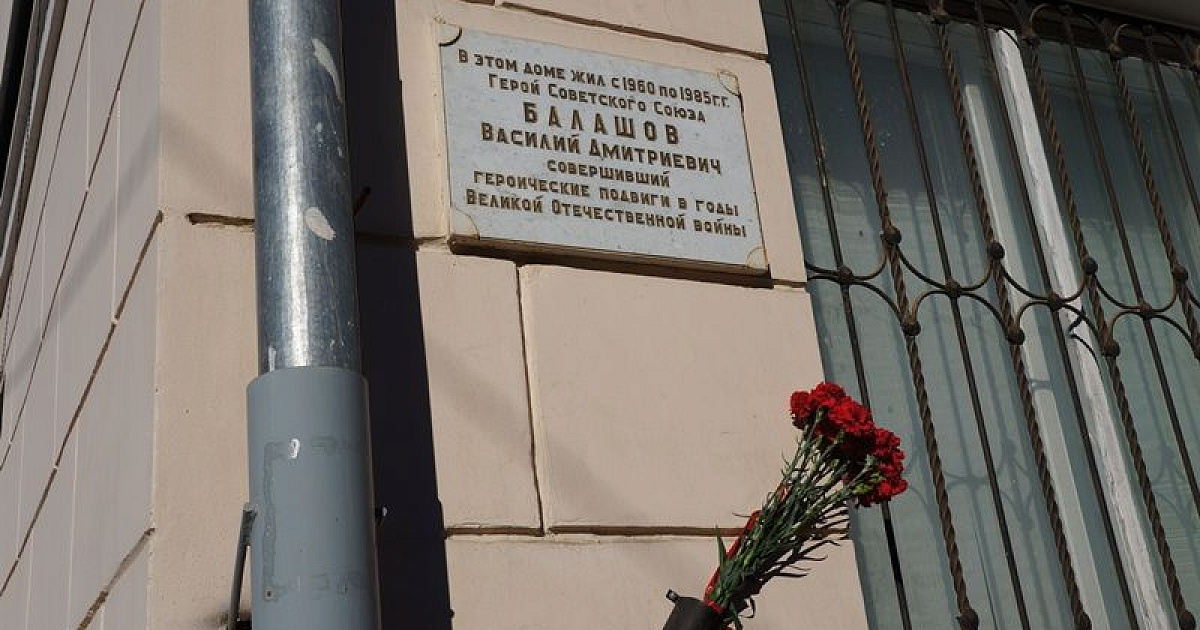 В этом доме жил с 1960 по 1985 г.г.
Герой Советского Союза
БАЛАШОВ
Василий Дмитриевич
совершивший
героические подвиги в годы
Великой Отечественной войны